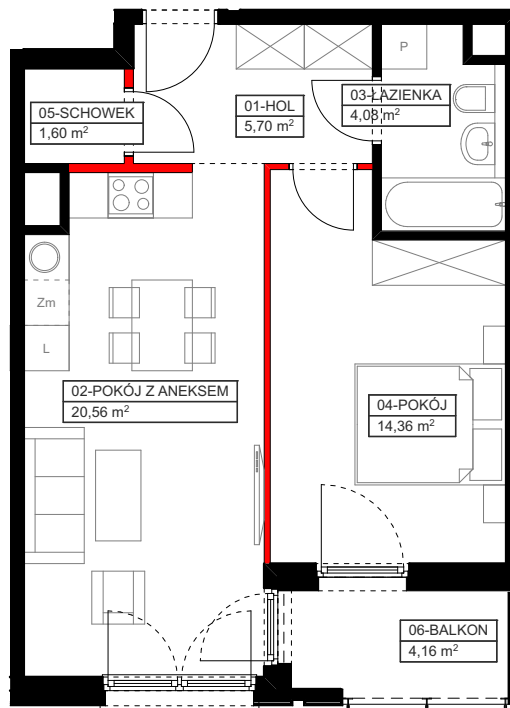 P
05-SCHOWEK
1,60 m²
01-HOL
5,70 m²
03-ŁAZIENKA
4,08 m²
Zm
L
02-POKÓJ Z ANEKSEM
20,56 m²
04-POKÓJ
14,36 m²
06-BALKON
4,16 m²